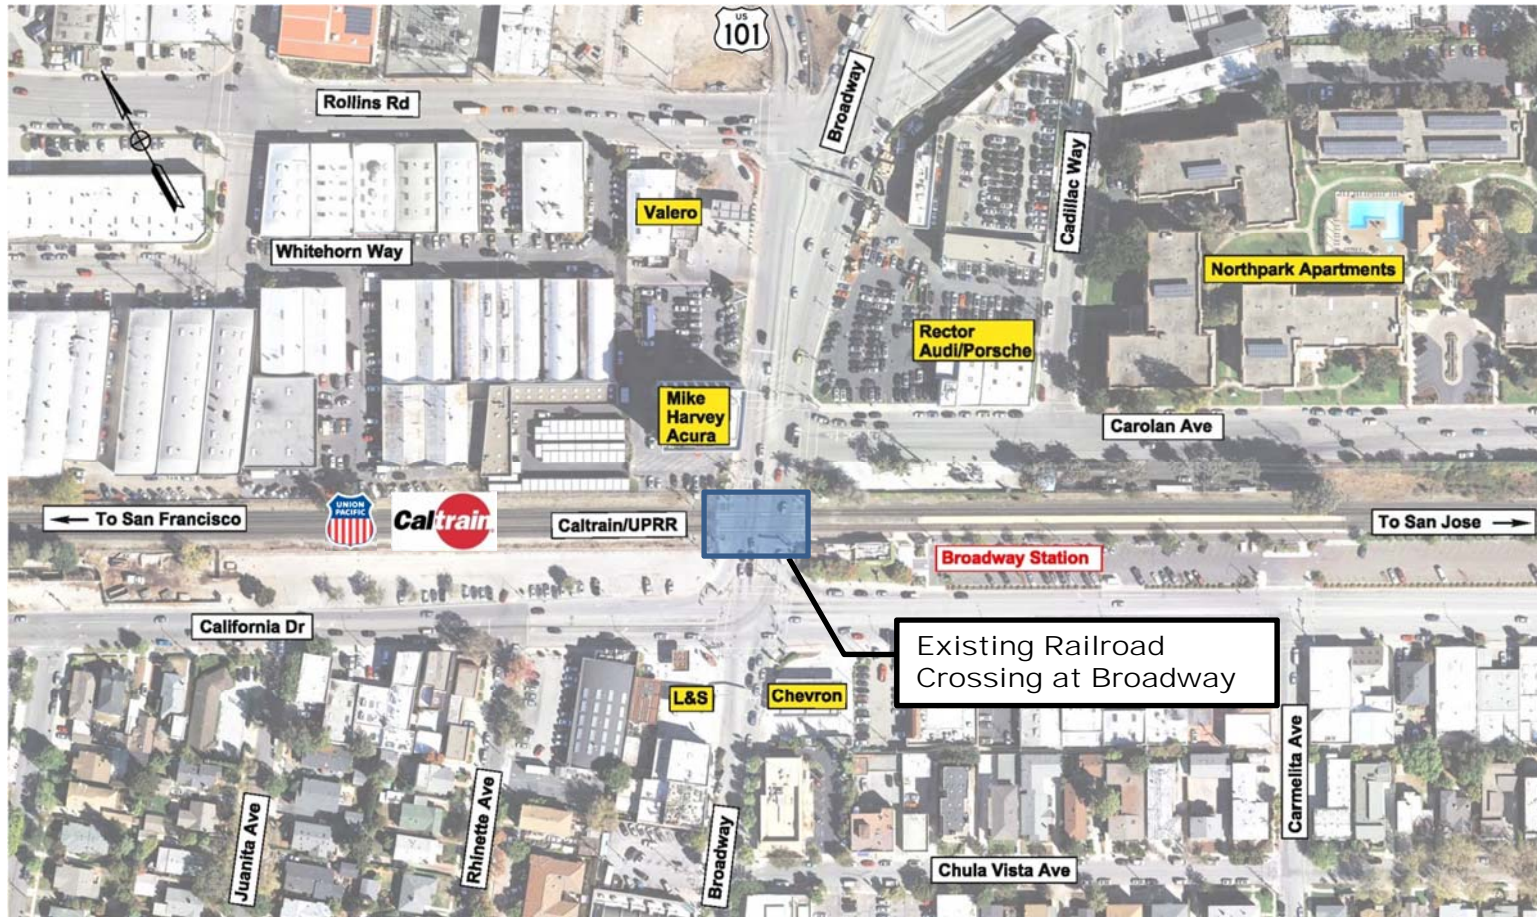 US
101
Broadway
Rollins Rd
Cadillac Way
Valero
Whitehorn Way
Northpark Apartments
Rector
Audi/Porsche
Mike
Harvey
Acura
Carolan Ave
To San Francisco
UNION
PACIFIC
Caltrain
Caltrain/UPRR
To San Jose
Broadway Station
California Dr
Existing Railroad
Crossing at Broadway
L&S
Chevron
Juanita Ave
Rhinette Ave
Broadway
Carmelita Ave
Chula Vista Ave